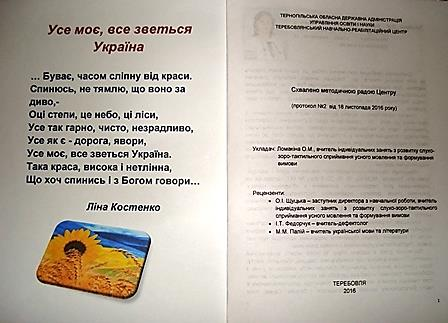 Усе моє, все зветься
Україна
... Буває, часом сліпну від краси.
Спинюсь, не тямлю, що воно за
диво,-
Оці степи, це небо, ці ліси,
Усе так гарно, чисто, незрадливо,
Усе як є - дорога, явори,
Усе моє, все зветься Україна.
Така краса, висока і нетлінна,
Що хоч спинись і з Богом говори...
Ліна Костенко
ТЕРНОПІЛЬСЬКА ОБЛАСНА ДЕРЖАВНА АДМІНІСТРАЦІЯ
УПРАВЛІННЯ ОСВІТИ І НАУКИ
ТЕРЕБОВЛЯНСЬКИЙ НАВЧАЛЬНО-РЕАБІЛІТАЦІЙНИЙ ЦЕНТР
Схвалено методичною радою Центру
(протокол №2 від 18 листопада 2016 року)
Укладач: Ломакіна О.М., вчитель індивідуальних занять з розвитку слухо-
зоро-тактильного сприймання усного мовлення та формування вимови
Рецензенти:
• О.І. Щуцька – заступник директора з навчальної роботи, вчитель
індивідуальних занять з розвитку слухо-зоро-тактильного
сприймання усного мовлення та формування вимови
• І.Т. Федорчук – вчитель-дефектолог
• М.М. Палій – вчитель української мови та літератури
ТЕРЕБОВЛЯ
2016
1